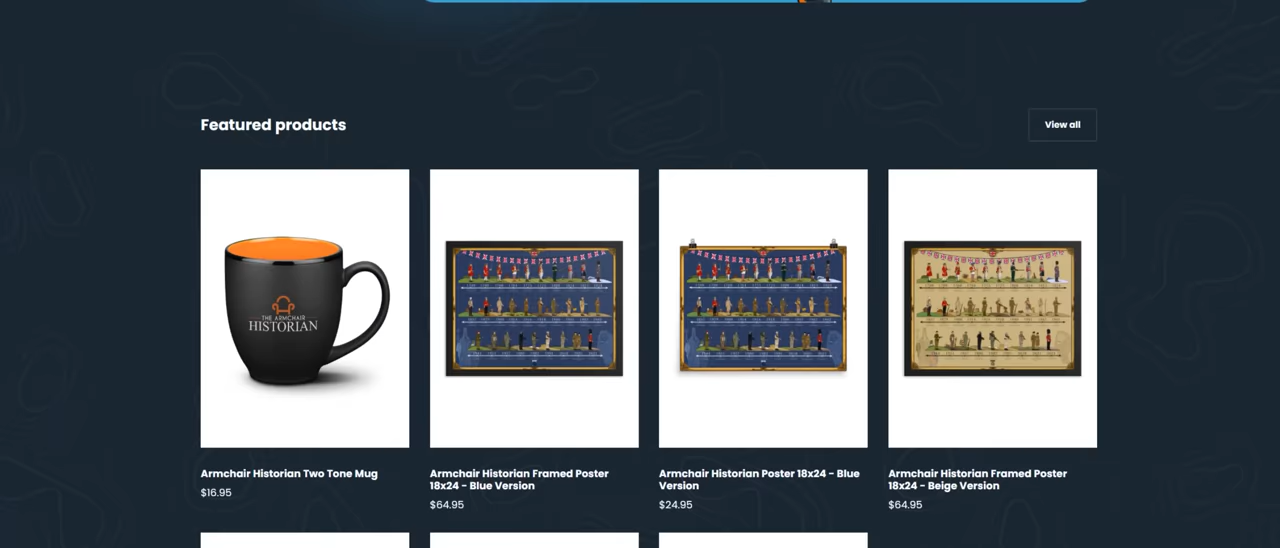 Featured products
View all
THE ARMCHAIR
HISTORIAN
Armchair Historian Two Tone Mug
$16.95
Armchair Historian Framed Poster
18x24 - Blue Version
$64.95
Armchair Historian Poster 18x24 - Blue
Version
$24.95
Armchair Historian Framed Poster
18x24 - Beige Version
$64.95